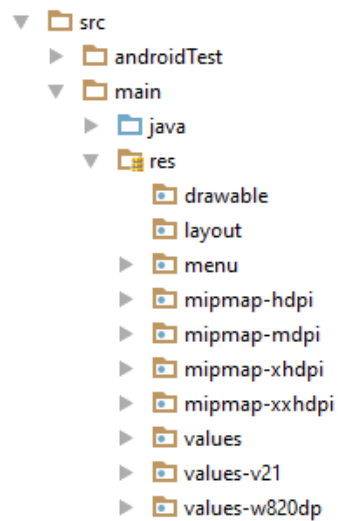 src
androidTest
main
java
res
drawable
layout
menu
mipmap-hdpi
mipmap-mdpi
mipmap-xhdpi
mipmap-xxhdpi
values
values-v21
values-w820dp